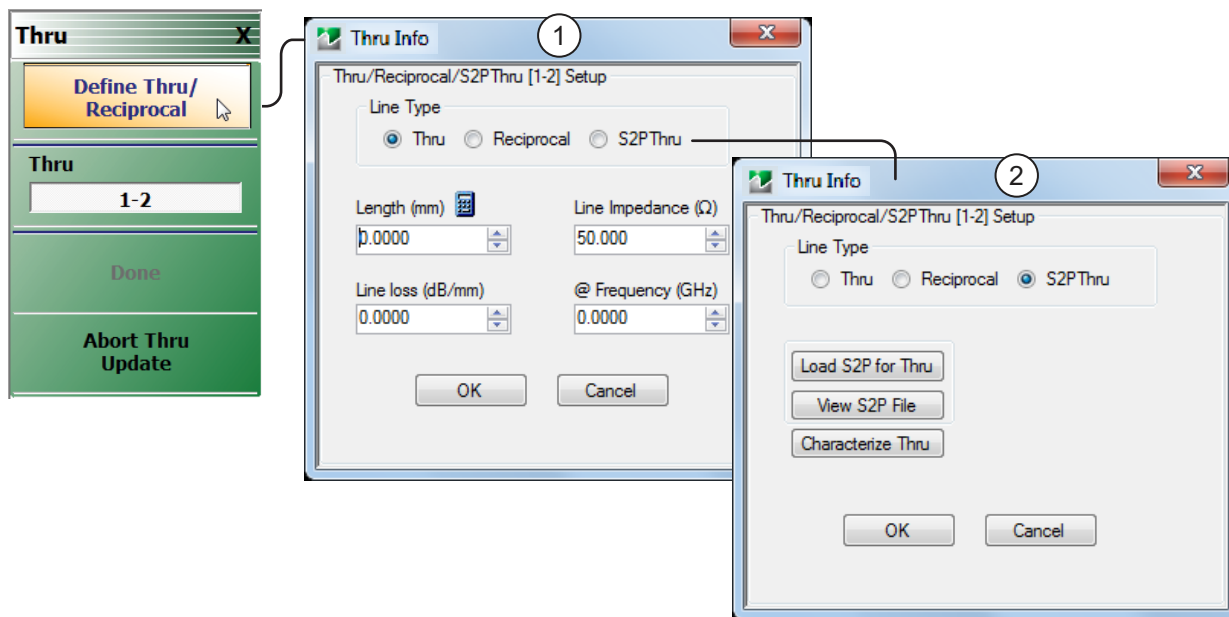 Thru X
Define Thru/
Reciprocal
Thru
1-2
Done
Abort Thru
Update
Thru Info
1
X
Thru/Reciprocal/S2PThru [1-2] Setup
Line Type
Thru Reciprocal S2PThru
Length (mm) Line Impedance (Ω)
0.0000 50.000
Line loss (dB/mm) @ Frequency (GHz)
0.0000 0.0000
OK Cancel
Thru Info
2
X
Thru/Reciprocal/S2PThru [1-2] Setup
Line Type
Thru Reciprocal S2PThru
Load S2P for Thru
View S2P File
Characterize Thru
OK Cancel